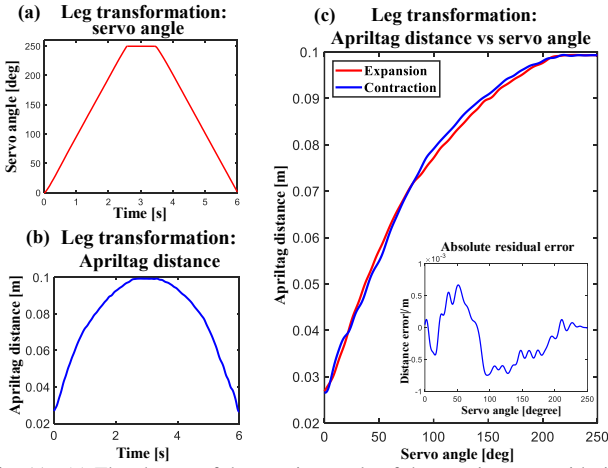 (a) Leg transformation:
servo angle
Servo angle [deg]
250
200
150
100
50
0
0 1 2 3 4 5 6
Time [s]
(b) Leg transformation:
Apriltag distance
Apriltag distance [m]
0.1
0.08
0.06
0.04
0.02
0 2 4 6
Time [s]
(c) Leg transformation:
Apriltag distance vs servo angle
Apriltag distance [m]
0.1
0.09
0.08
0.07
0.06
0.05
0.04
0.03
0.02
Expansion
Contraction
Absolute residual error
×10⁻³
Distance error/m
1
0.5
0
-0.5
-1
0 50 100 150 200 250
Servo angle [degree]
0 50 100 150 200 250
Servo angle [deg]